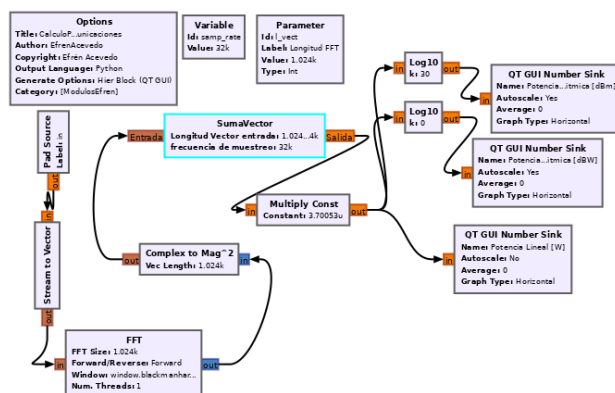 Options
Title: CalculoP...unicaciones
Author: EfrenAcevedo
Copyright: Efrén Acevedo
Output Language: Python
Generate Options: Hier Block (QT GUI)
Category: [ModulosEfren]
Variable
Id: samp_rate
Value: 32k
Parameter
Id: l_vect
Label: Longitud FFT
Value: 1.024k
Type: Int
Pad Source
Label: in
out
SumaVector
Entrada
Longitud Vector entrada: 1.024...4k
frecuencia de muestreo: 32k
Salida
Log10
in
k: 30
out
Log10
in
k: 0
out
QT GUI Number Sink
Name: Potencia...itmica [dBm]
in
Autoscale: Yes
Average: 0
Graph Type: Horizontal
QT GUI Number Sink
Name: Potencia...itmica [dBW]
in
Autoscale: Yes
Average: 0
Graph Type: Horizontal
Multiply Const
in
Constant: 3.70053u
out
QT GUI Number Sink
Name: Potencia Lineal [W]
in
Autoscale: No
Average: 0
Graph Type: Horizontal
in
Stream to Vector
out
Complex to Mag^2
out
Vec Length: 1.024k
in
FFT
FFT Size: 1.024k
in
Forward/Reverse: Forward
out
Window: window.blackmanhar...
Num. Threads: 1